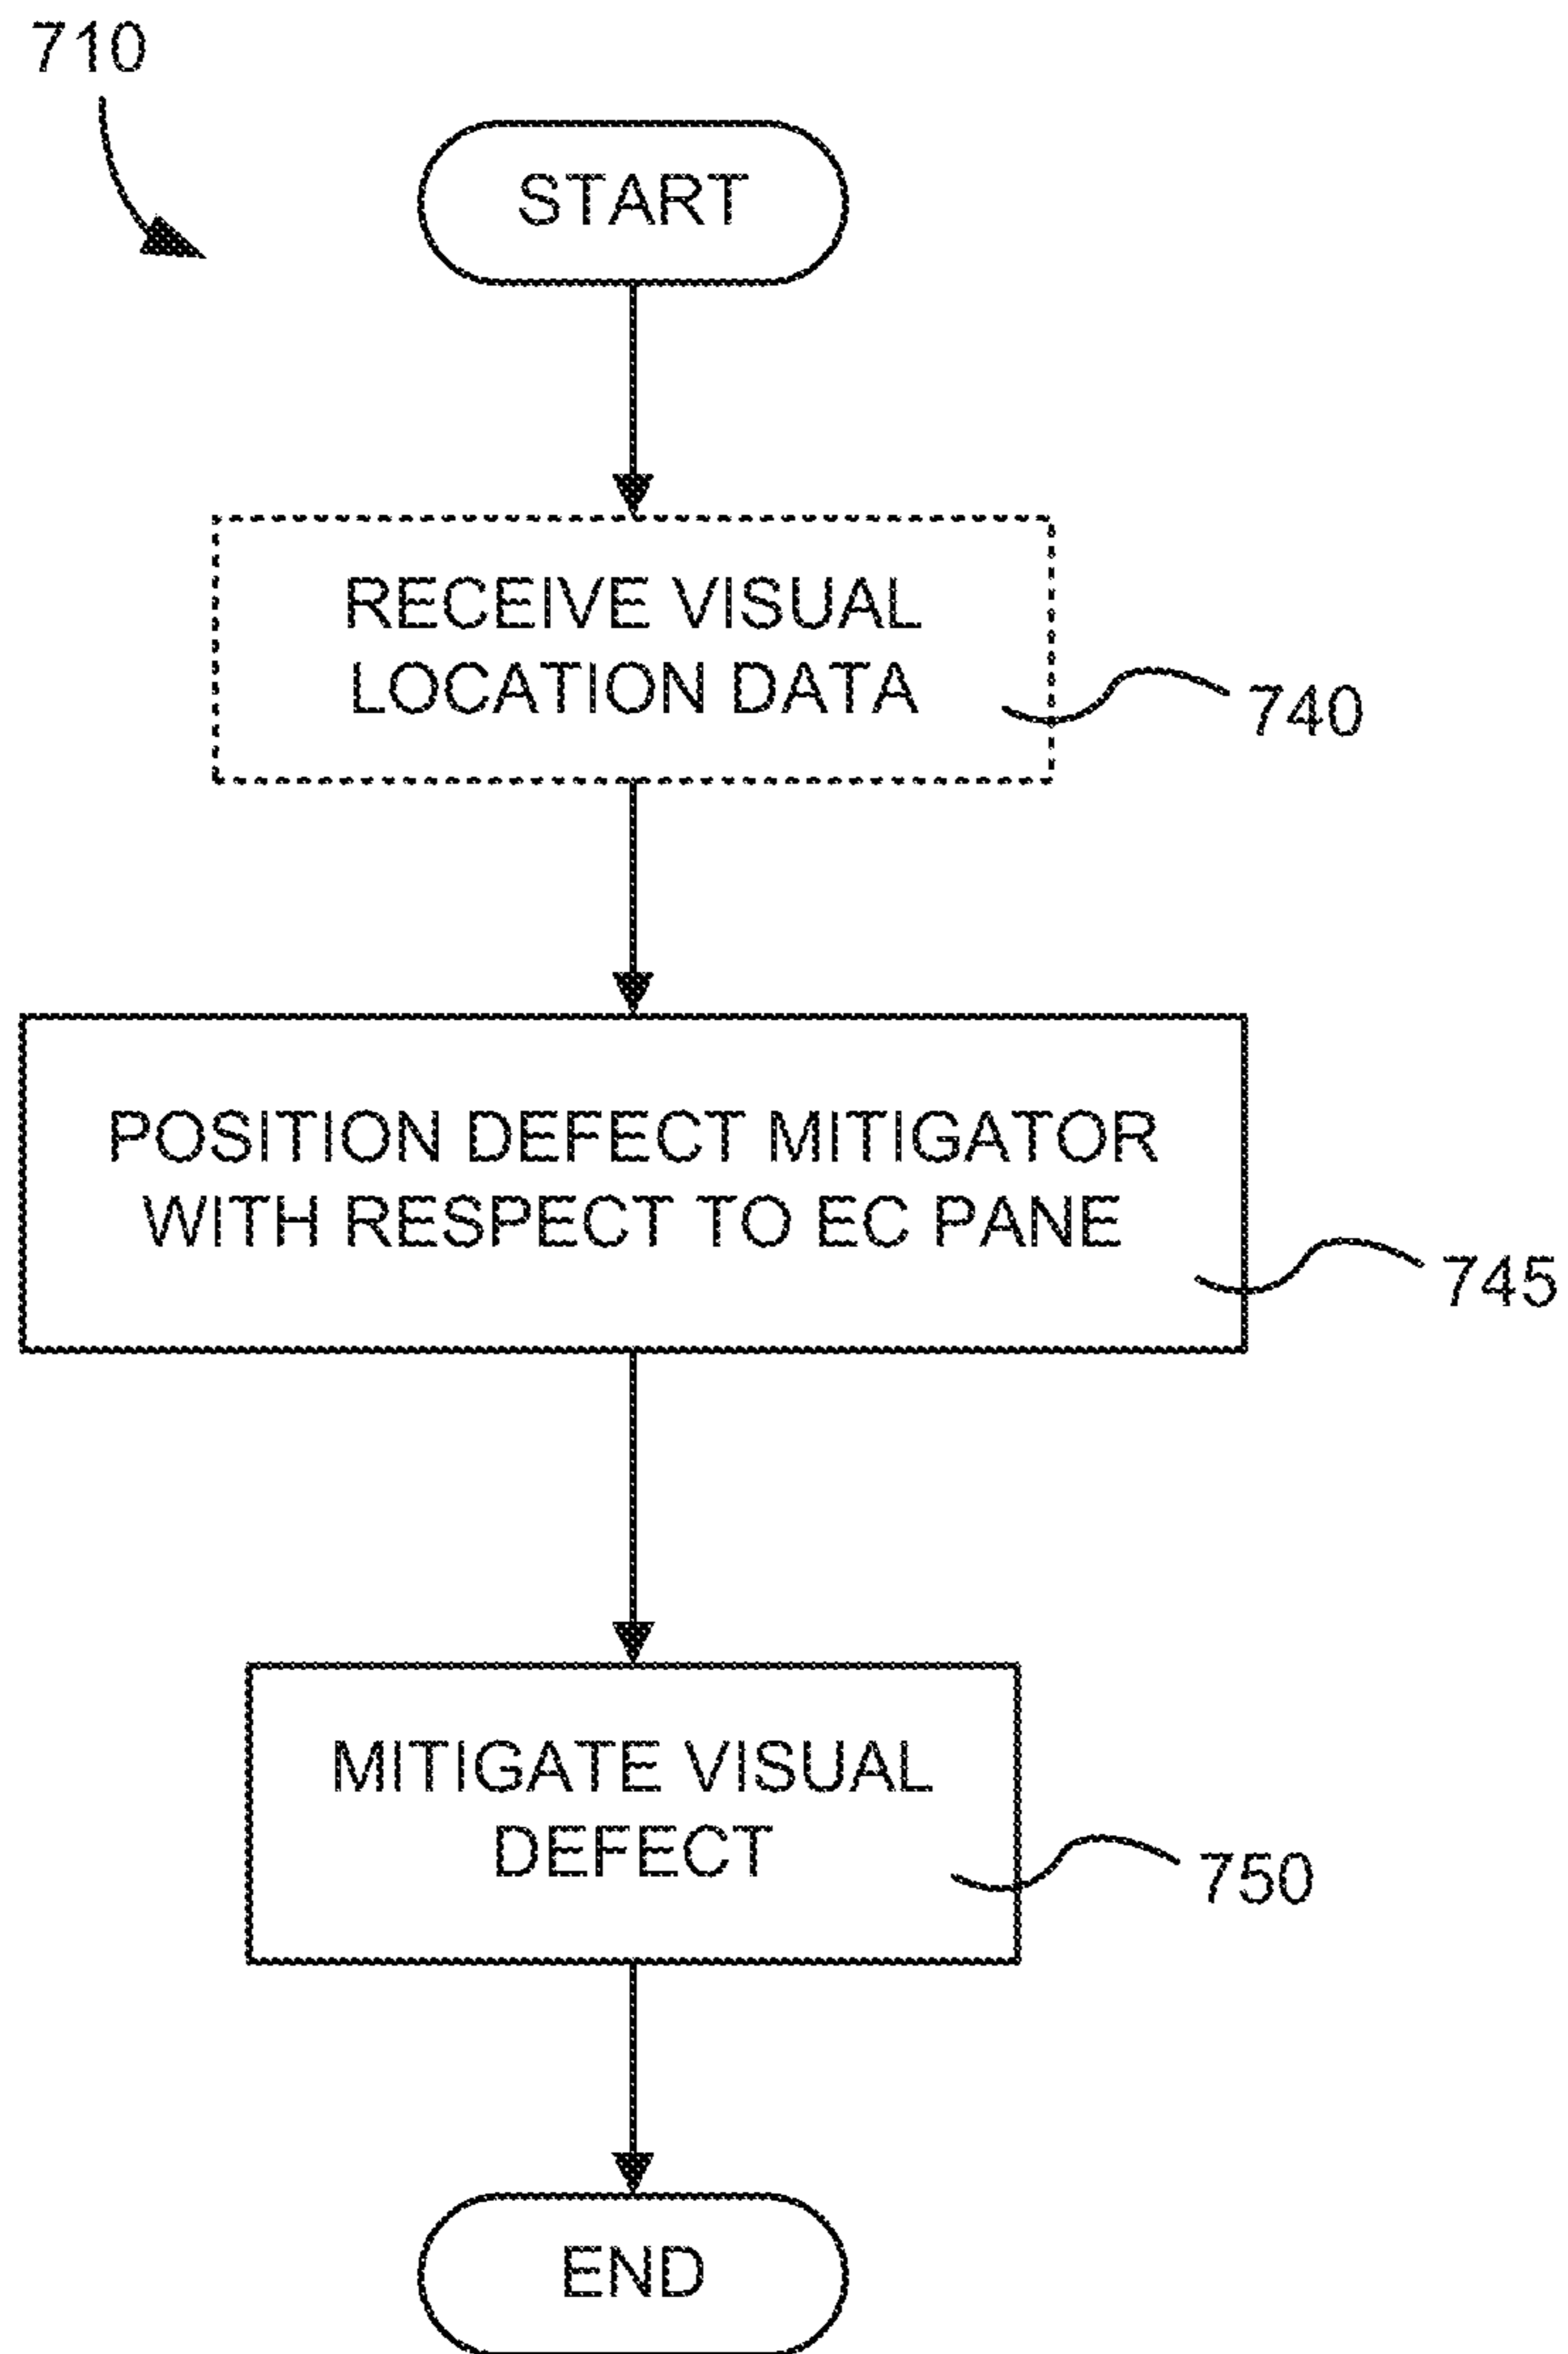 710
START
RECEIVE VISUAL
LOCATION DATA
740
POSITION DEFECT MITIGATOR
WITH RESPECT TO EC PANE
745
MITIGATE VISUAL
DEFECT
750
END